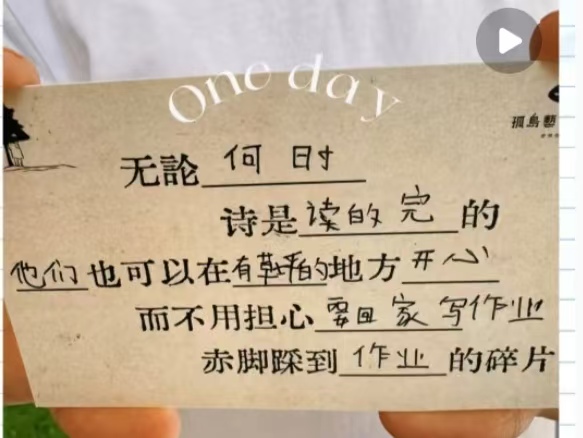 One day
孤島藝
无論何时
诗是读的完的
他们也可以在有鞋的地方开心
而不用担心要回家写作业
赤脚踩到作业的碎片